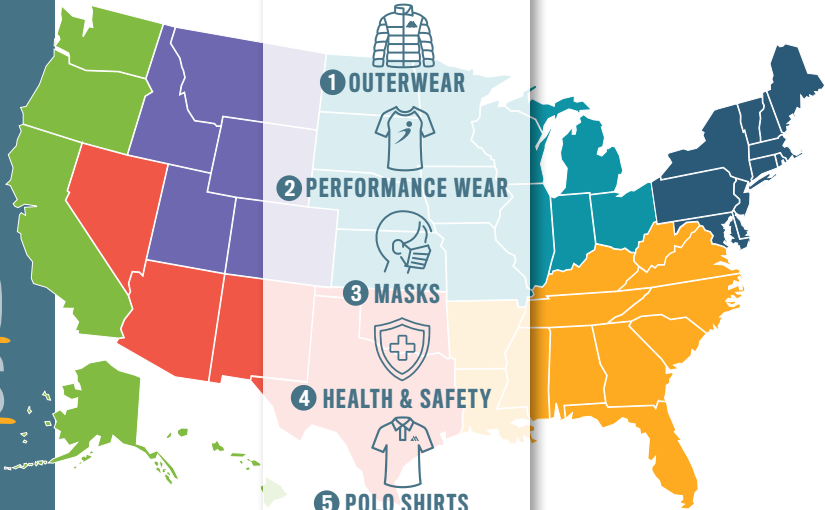 1 OUTERWEAR
2 PERFORMANCE WEAR
3 MASKS
4 HEALTH & SAFETY
5 POLO SHIRTS